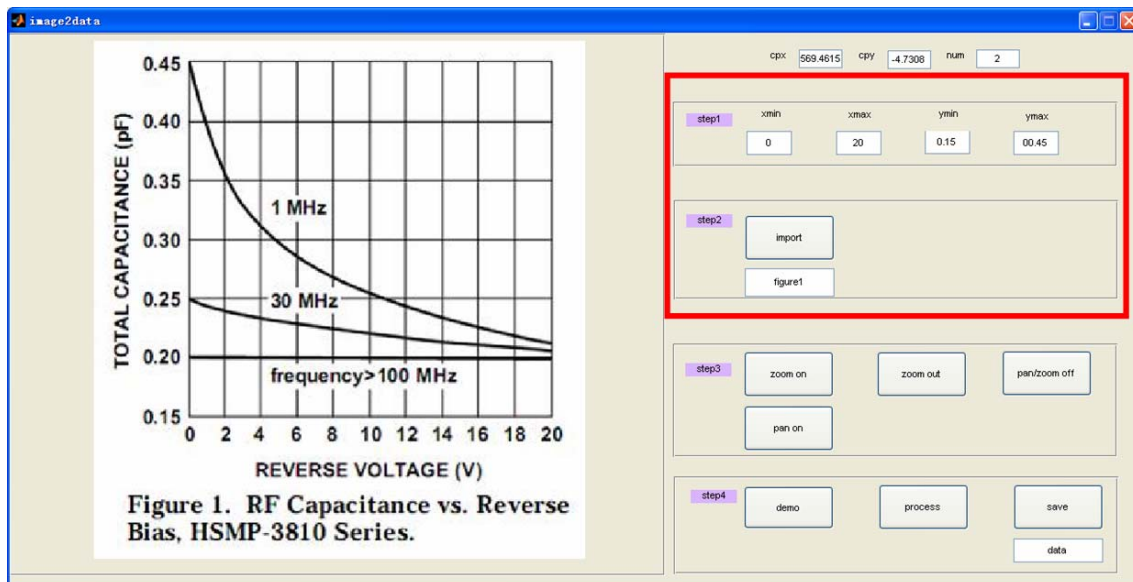 image2data
0.45
0.40
0.35
0.30
0.25
0.20
0.15
TOTAL CAPACITANCE (pF)
1 MHz
30 MHz
frequency>100 MHz
0 2 4 6 8 10 12 14 16 18 20
REVERSE VOLTAGE (V)
Figure 1. RF Capacitance vs. Reverse
Bias, HSMP-3810 Series.
cpx 569.4615 cpy -4.7308 num 2
step1 xmin xmax ymin ymax
0 20 0.15 00.45
step2
import
figure1
step3 zoom on zoom out pan/zoom off
pan on
step4 demo process save
data